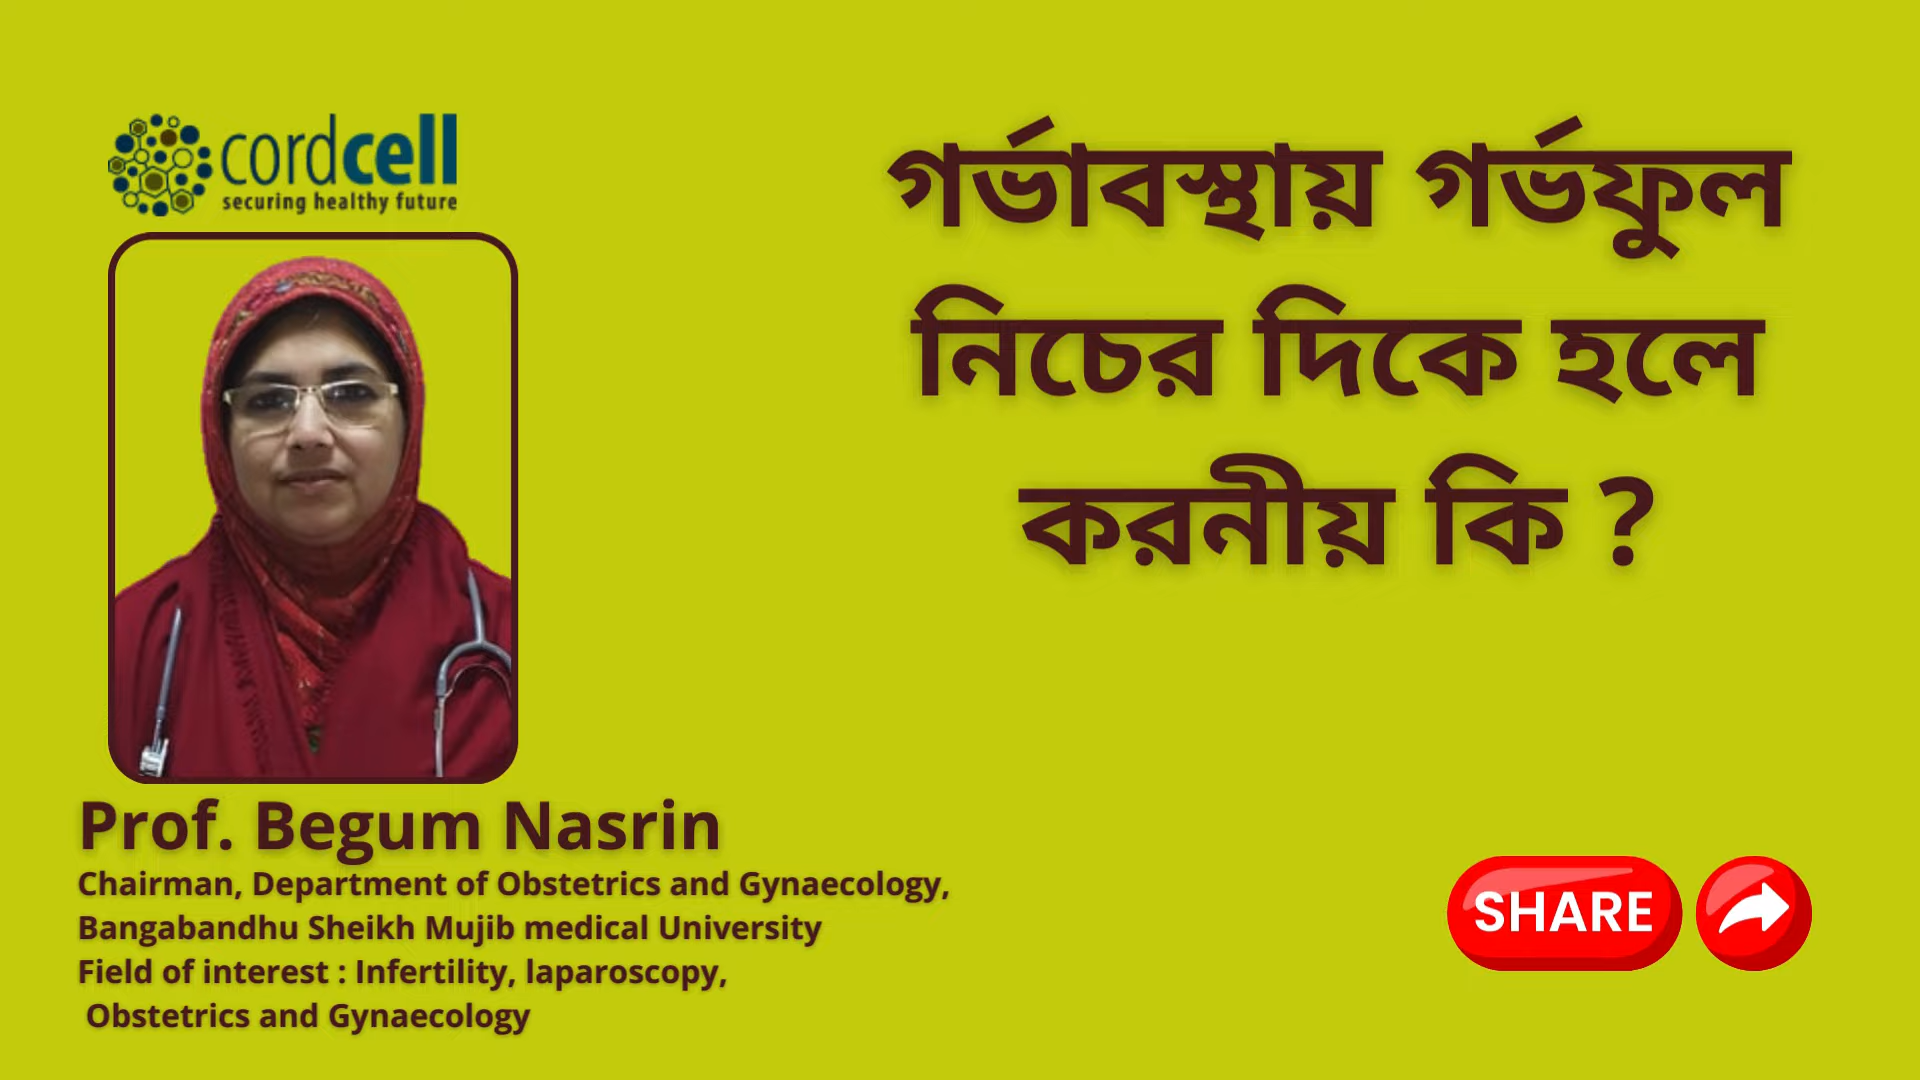 cordcell
securing healthy future
গর্ভাবস্থায় গর্ভফুল
নিচের দিকে হলে
করনীয় কি ?
Prof. Begum Nasrin
Chairman, Department of Obstetrics and Gynaecology,
Bangabandhu Sheikh Mujib medical University
Field of interest : Infertility, laparoscopy,
Obstetrics and Gynaecology
SHARE